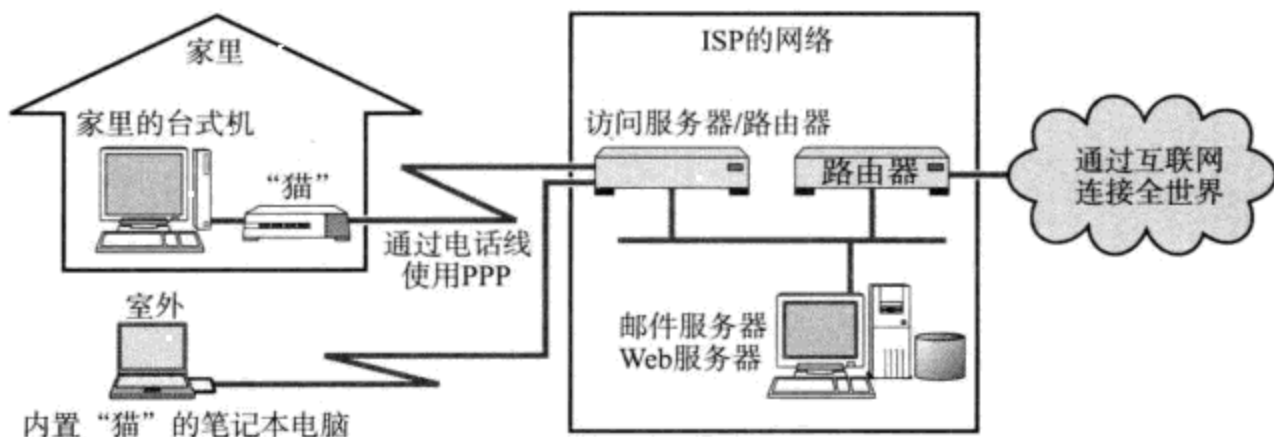 家里
家里的台式机
“猫”
通过电话线
使用PPP
室外
内置“猫”的笔记本电脑
ISP的网络
访问服务器/路由器
路由器
邮件服务器
Web服务器
通过互联网
连接全世界